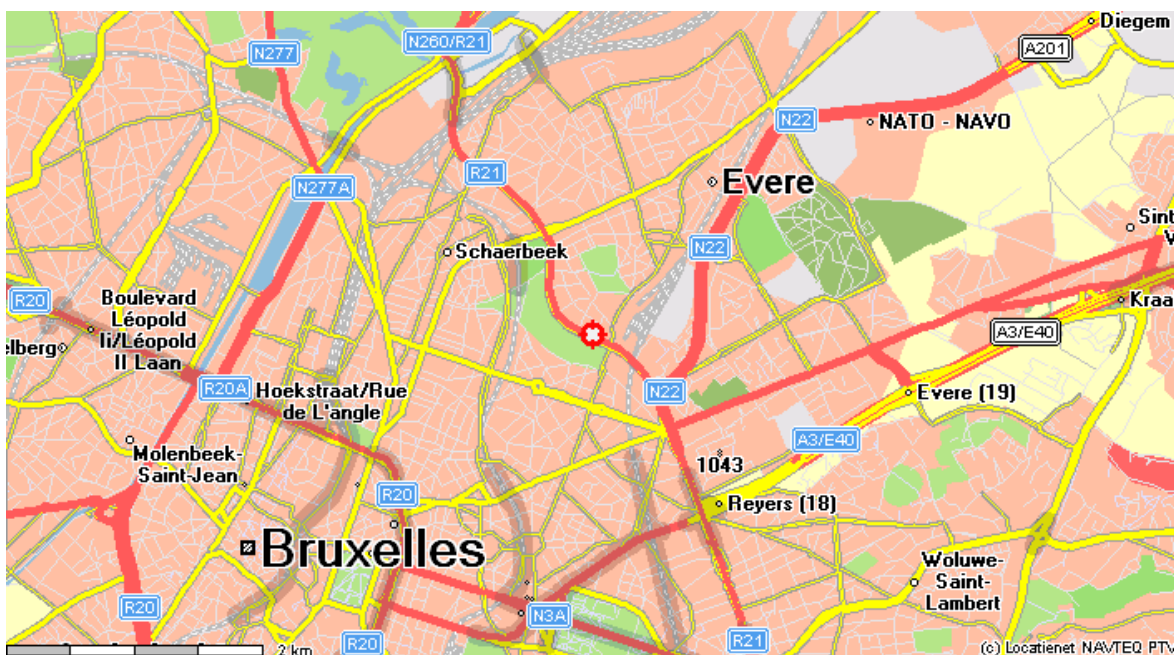 Diegem
N260/R21
A201
N277
N22
NATO - NAVO
R21
N277A
Evere
Sint
V
N22
Schaerbeek
R20
Boulevard
Léopold
Ii/Léopold
II Laan
Kraa
A3/E40
elberg
R20A
Hoekstraat/Rue
de L'angle
N22
Evere (19)
A3/E40
Molenbeek-
Saint-Jean
1043
R20
Reyers (18)
Bruxelles
Woluwe-
Saint-
Lambert
R20
N3A
R20
R21
2 km
(c) Locatienet NAVTEQ PTV